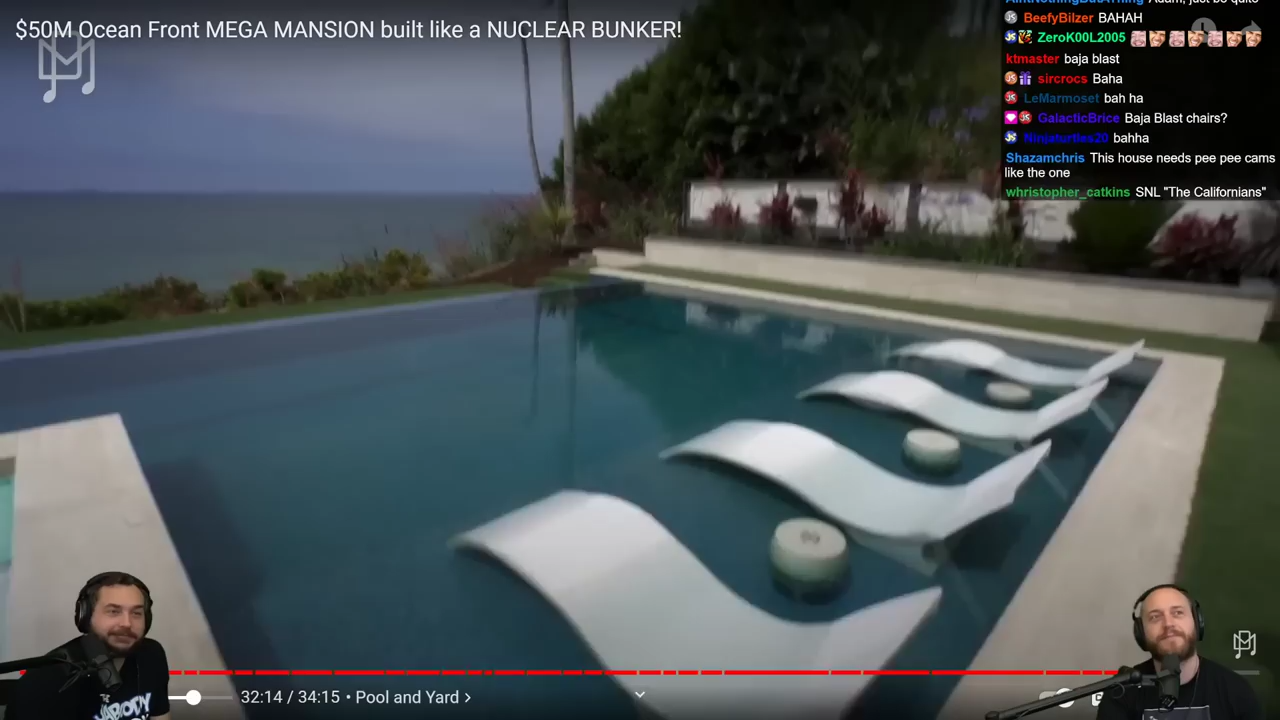 $50M Ocean Front MEGA MANSION built like a NUCLEAR BUNKER!
BeefyBilzer BAHAH
ZeroK00L2005
ktmaster baja blast
sircrocs Baha
LeMarmoset bah ha
GalacticBrice Baja Blast chairs?
Ninjaturtles20 bahha
Shazamchris This house needs pee pee cams
like the one
whristopher_catkins SNL "The Californians"
32:14 / 34:15 • Pool and Yard >